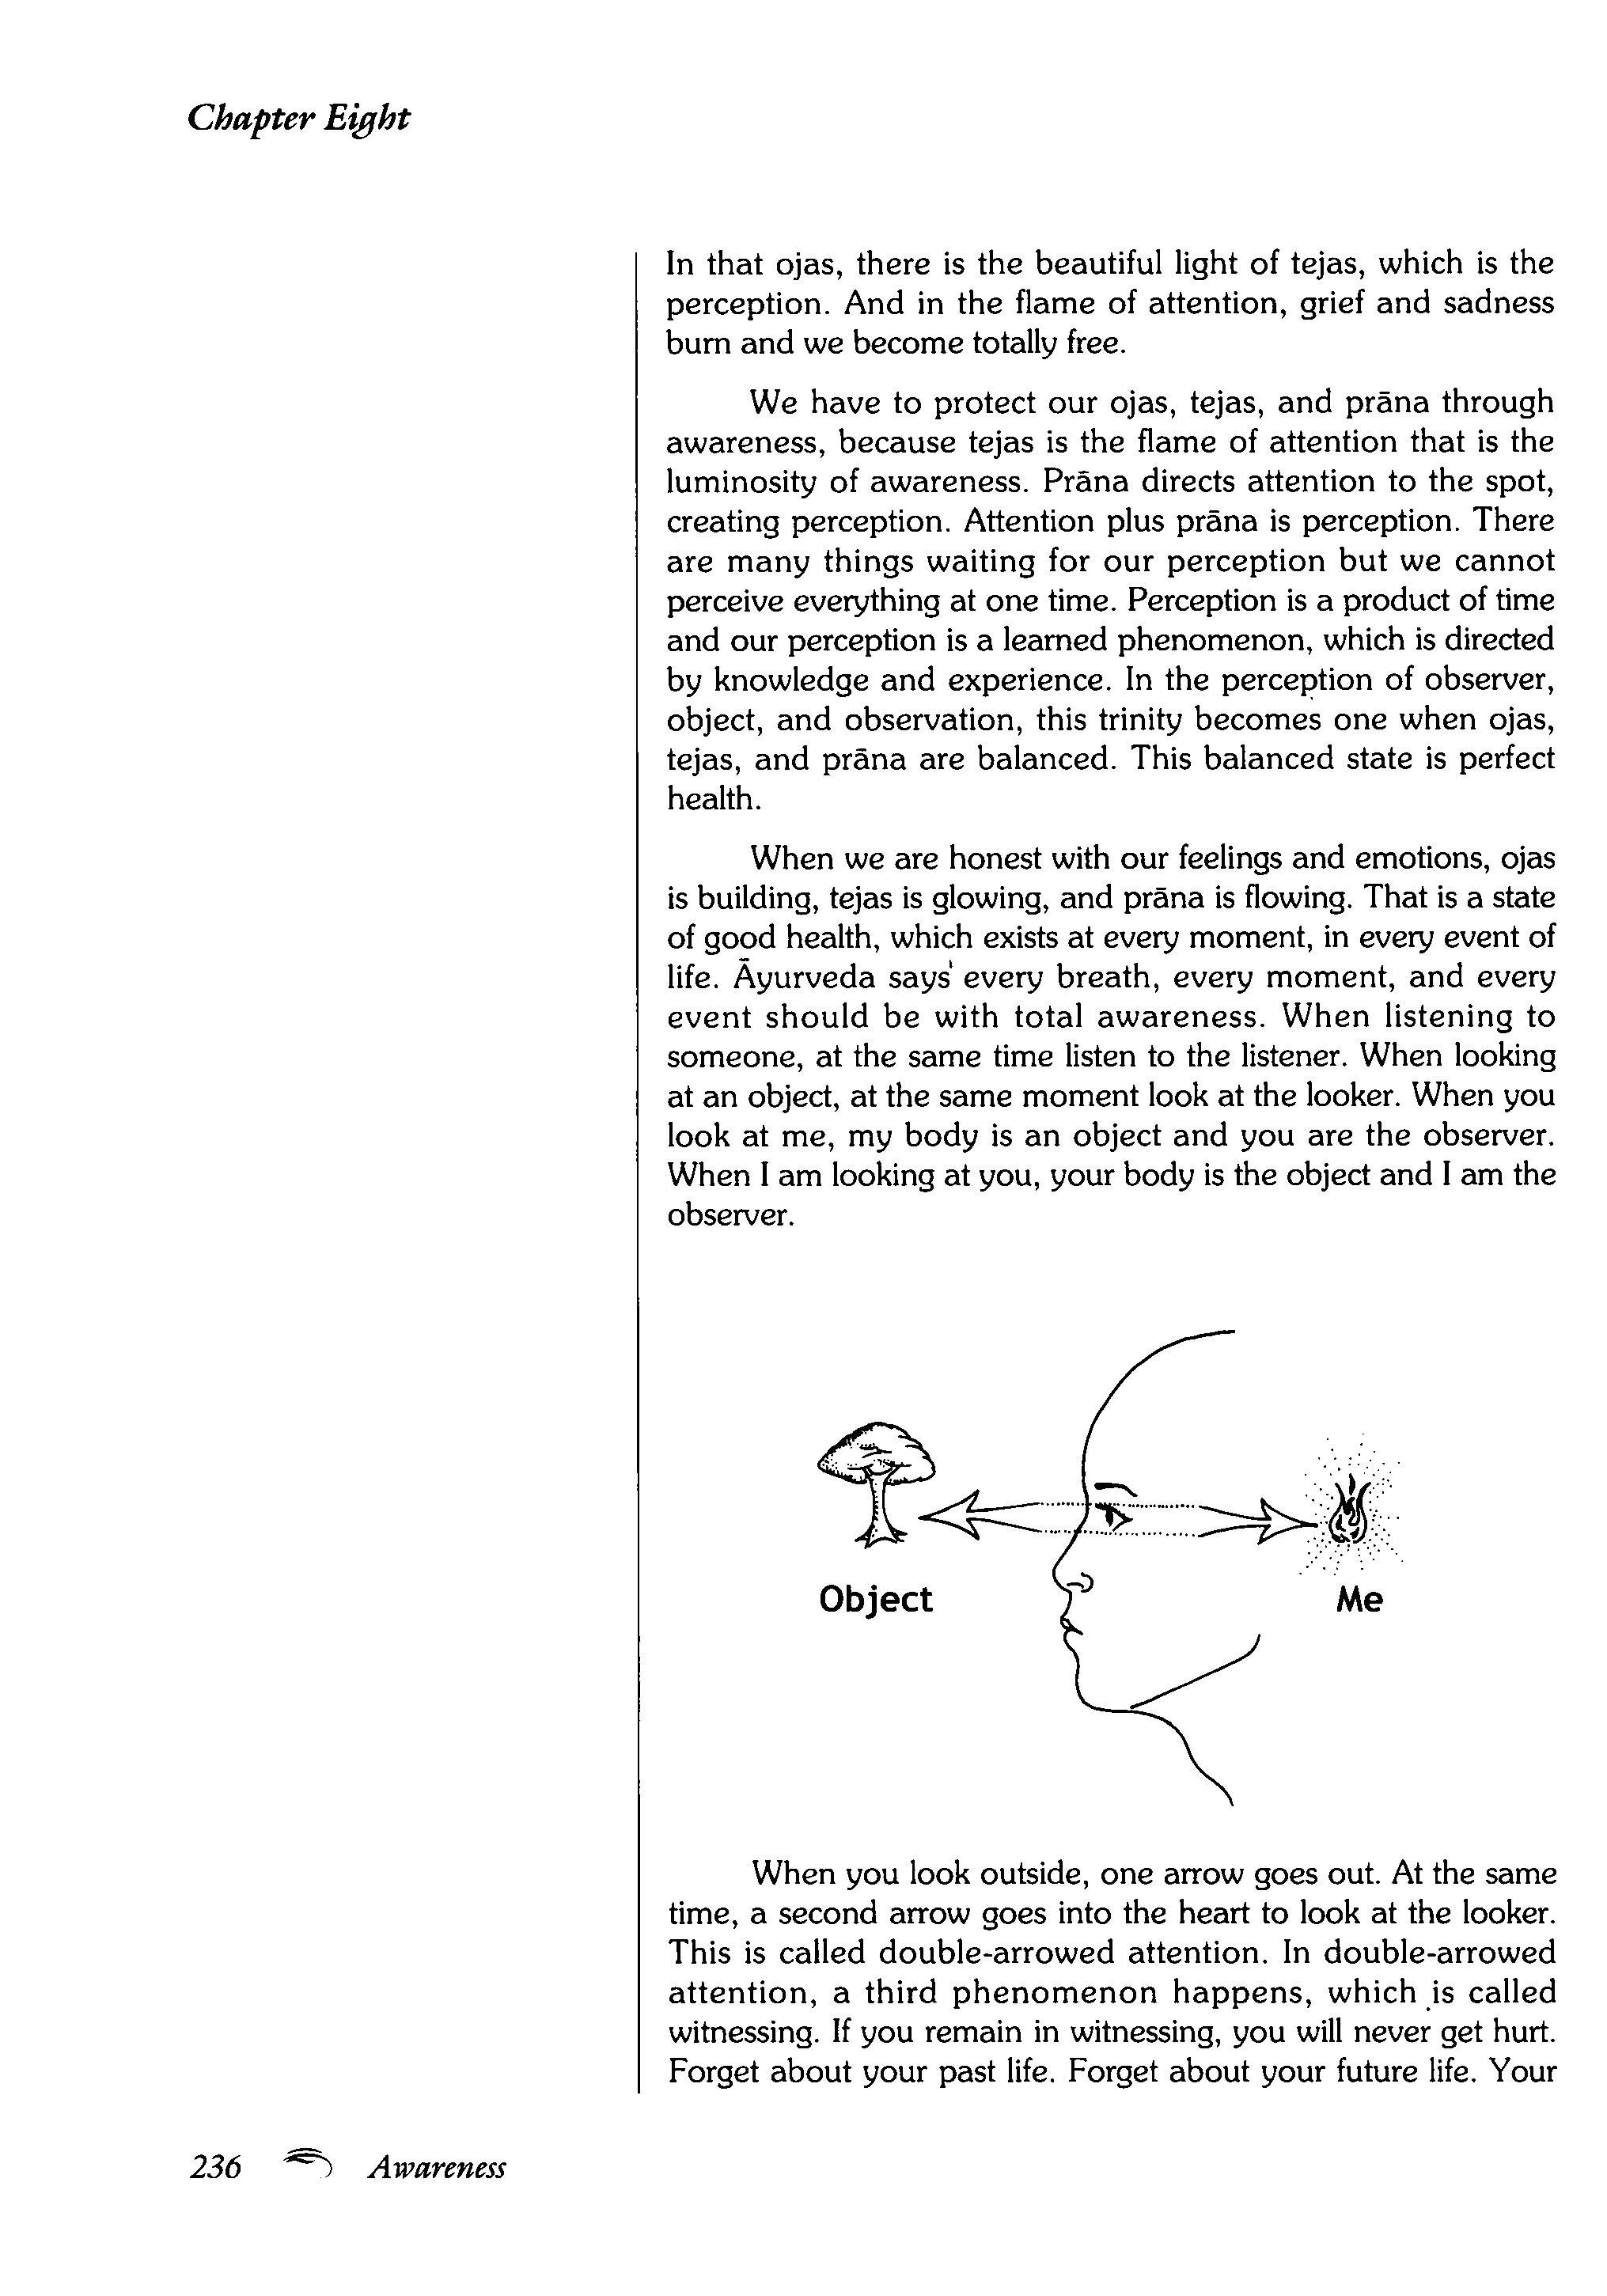 Chapter Eight
In that ojas, there is the beautiful light of tejas, which is the
perception. And in the flame of attention, grief and sadness
burn and we become totally free.
We have to protect our ojas, tejas, and prāna through
awareness, because tejas is the flame of attention that is the
luminosity of awareness. Prāna directs attention to the spot,
creating perception. Attention plus prāna is perception. There
are many things waiting for our perception but we cannot
perceive everything at one time. Perception is a product of time
and our perception is a learned phenomenon, which is directed
by knowledge and experience. In the perception of observer,
object, and observation, this trinity becomes one when ojas,
tejas, and prāna are balanced. This balanced state is perfect
health.
When we are honest with our feelings and emotions, ojas
is building, tejas is glowing, and prāna is flowing. That is a state
of good health, which exists at every moment, in every event of
life. Āyurveda says every breath, every moment, and every
event should be with total awareness. When listening to
someone, at the same time listen to the listener. When looking
at an object, at the same moment look at the looker. When you
look at me, my body is an object and you are the observer.
When I am looking at you, your body is the object and I am the
observer.
Object
Me
When you look outside, one arrow goes out. At the same
time, a second arrow goes into the heart to look at the looker.
This is called double-arrowed attention. In double-arrowed
attention, a third phenomenon happens, which is called
witnessing. If you remain in witnessing, you will never get hurt.
Forget about your past life. Forget about your future life. Your
236 Awareness